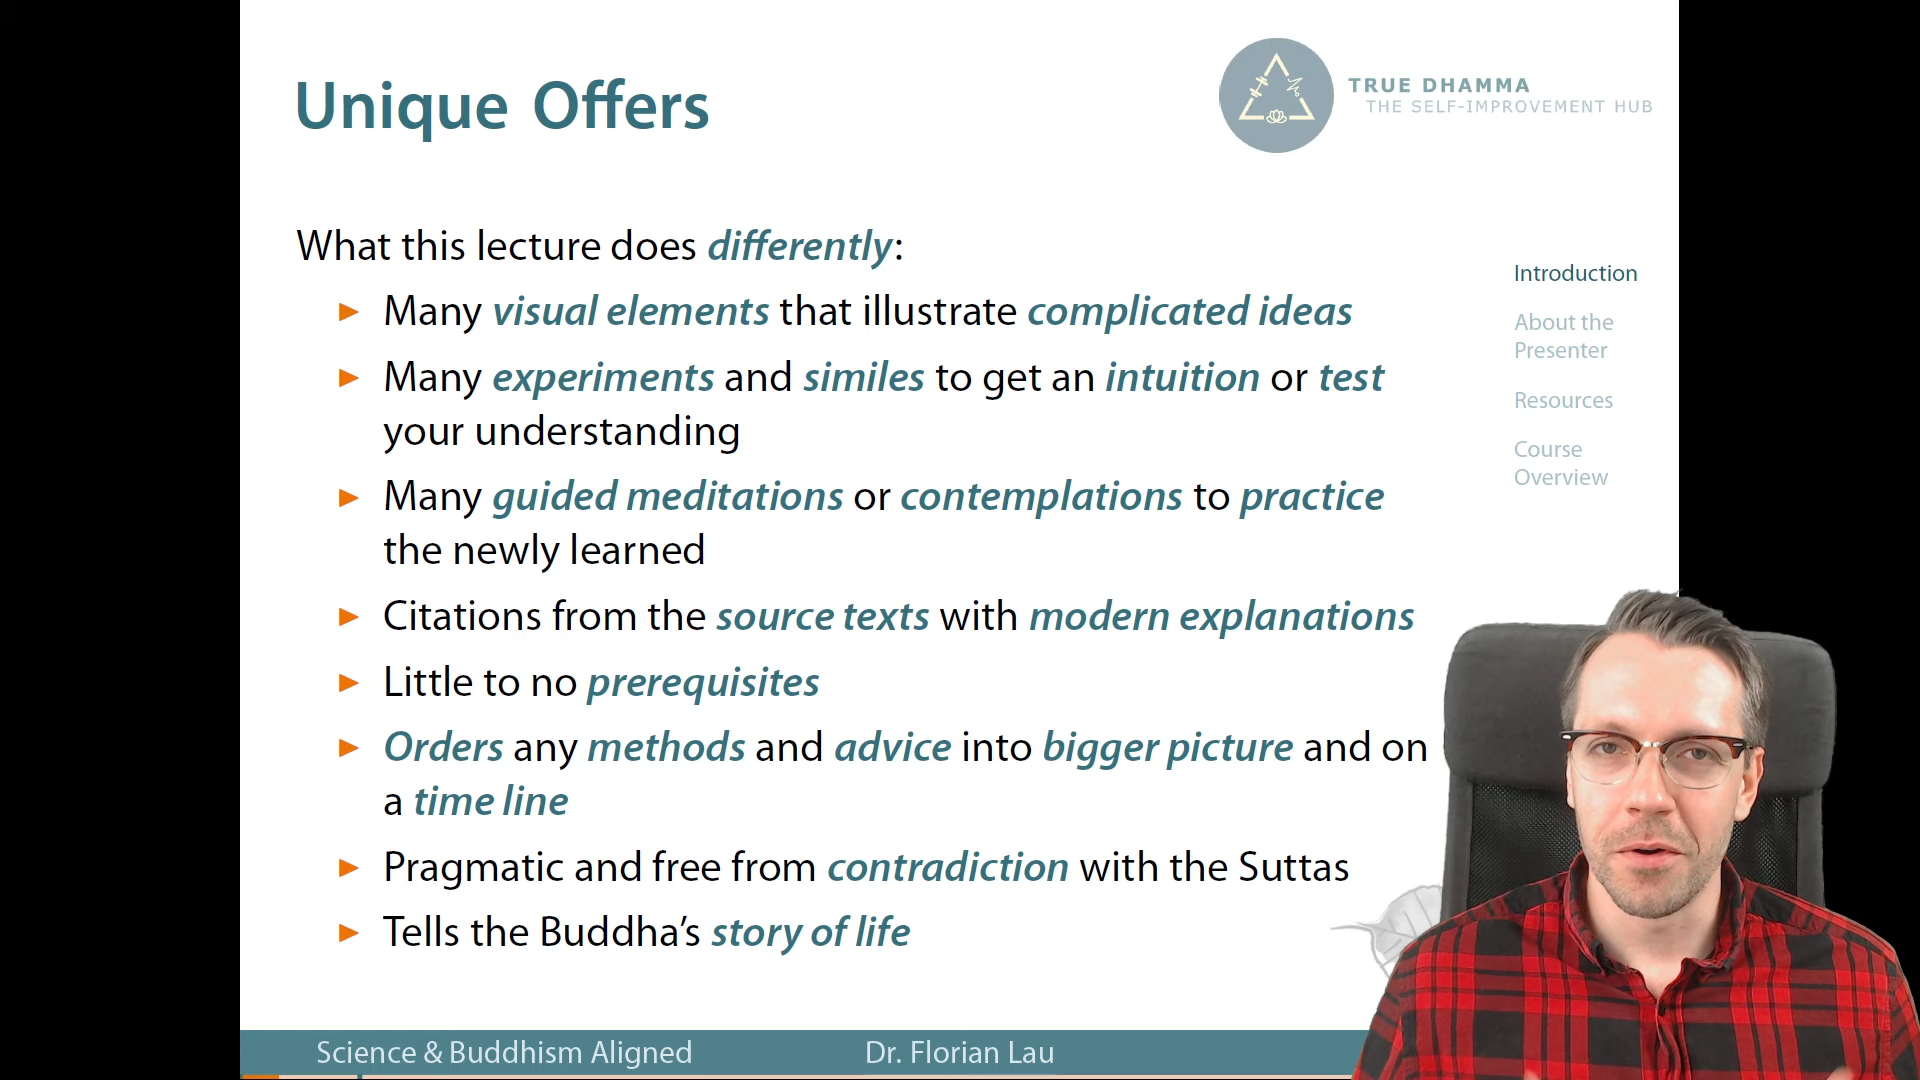 Unique Offers
TRUE DHAMMA
THE SELF-IMPROVEMENT HUB
What this lecture does differently:
Many visual elements that illustrate complicated ideas
Many experiments and similes to get an intuition or test
your understanding
Many guided meditations or contemplations to practice
the newly learned
Citations from the source texts with modern explanations
Little to no prerequisites
Orders any methods and advice into bigger picture and on
a time line
Pragmatic and free from contradiction with the Suttas
Tells the Buddha’s story of life
Introduction
About the
Presenter
Resources
Course
Overview
Science & Buddhism Aligned
Dr. Florian Lau